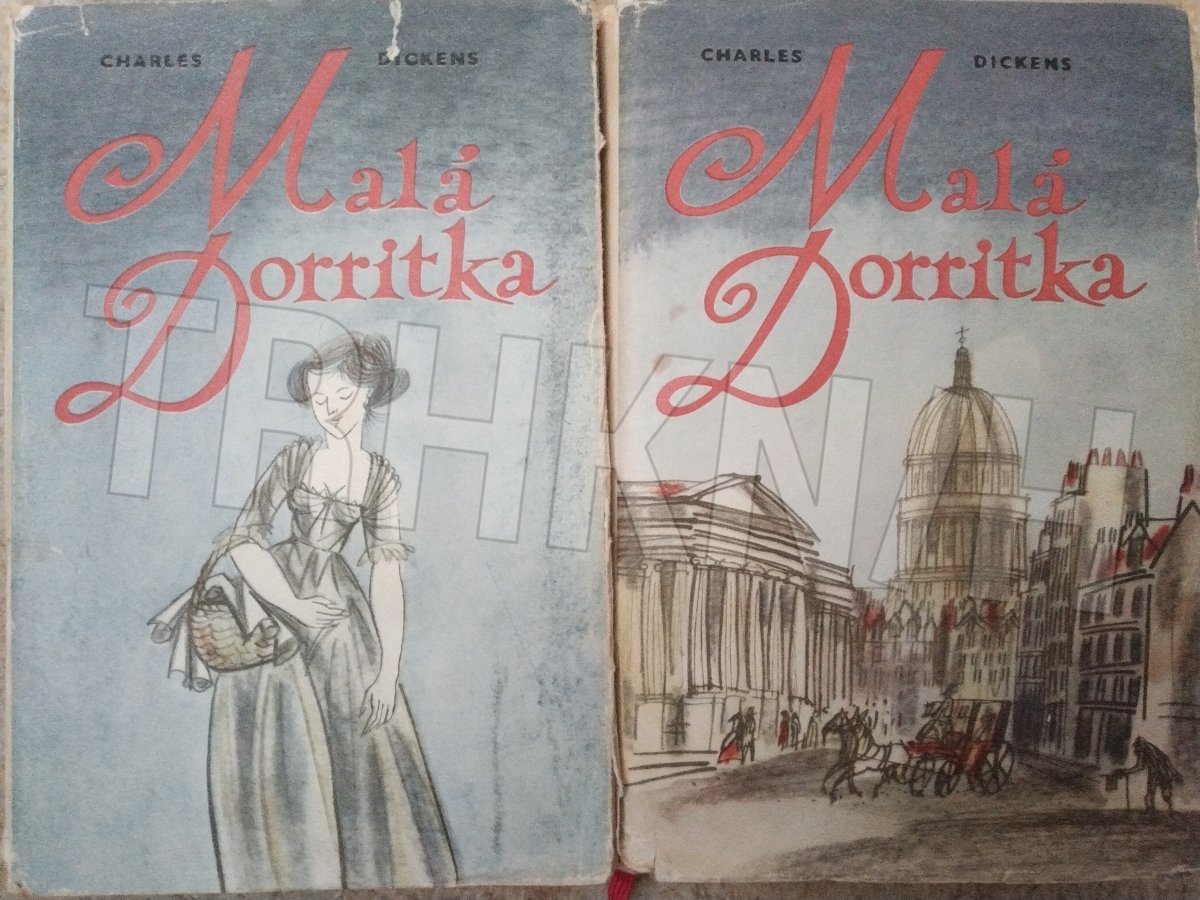 CHARLES DICKENS
Malá
Dorritka
CHARLES DICKENS
Malá
Dorritka